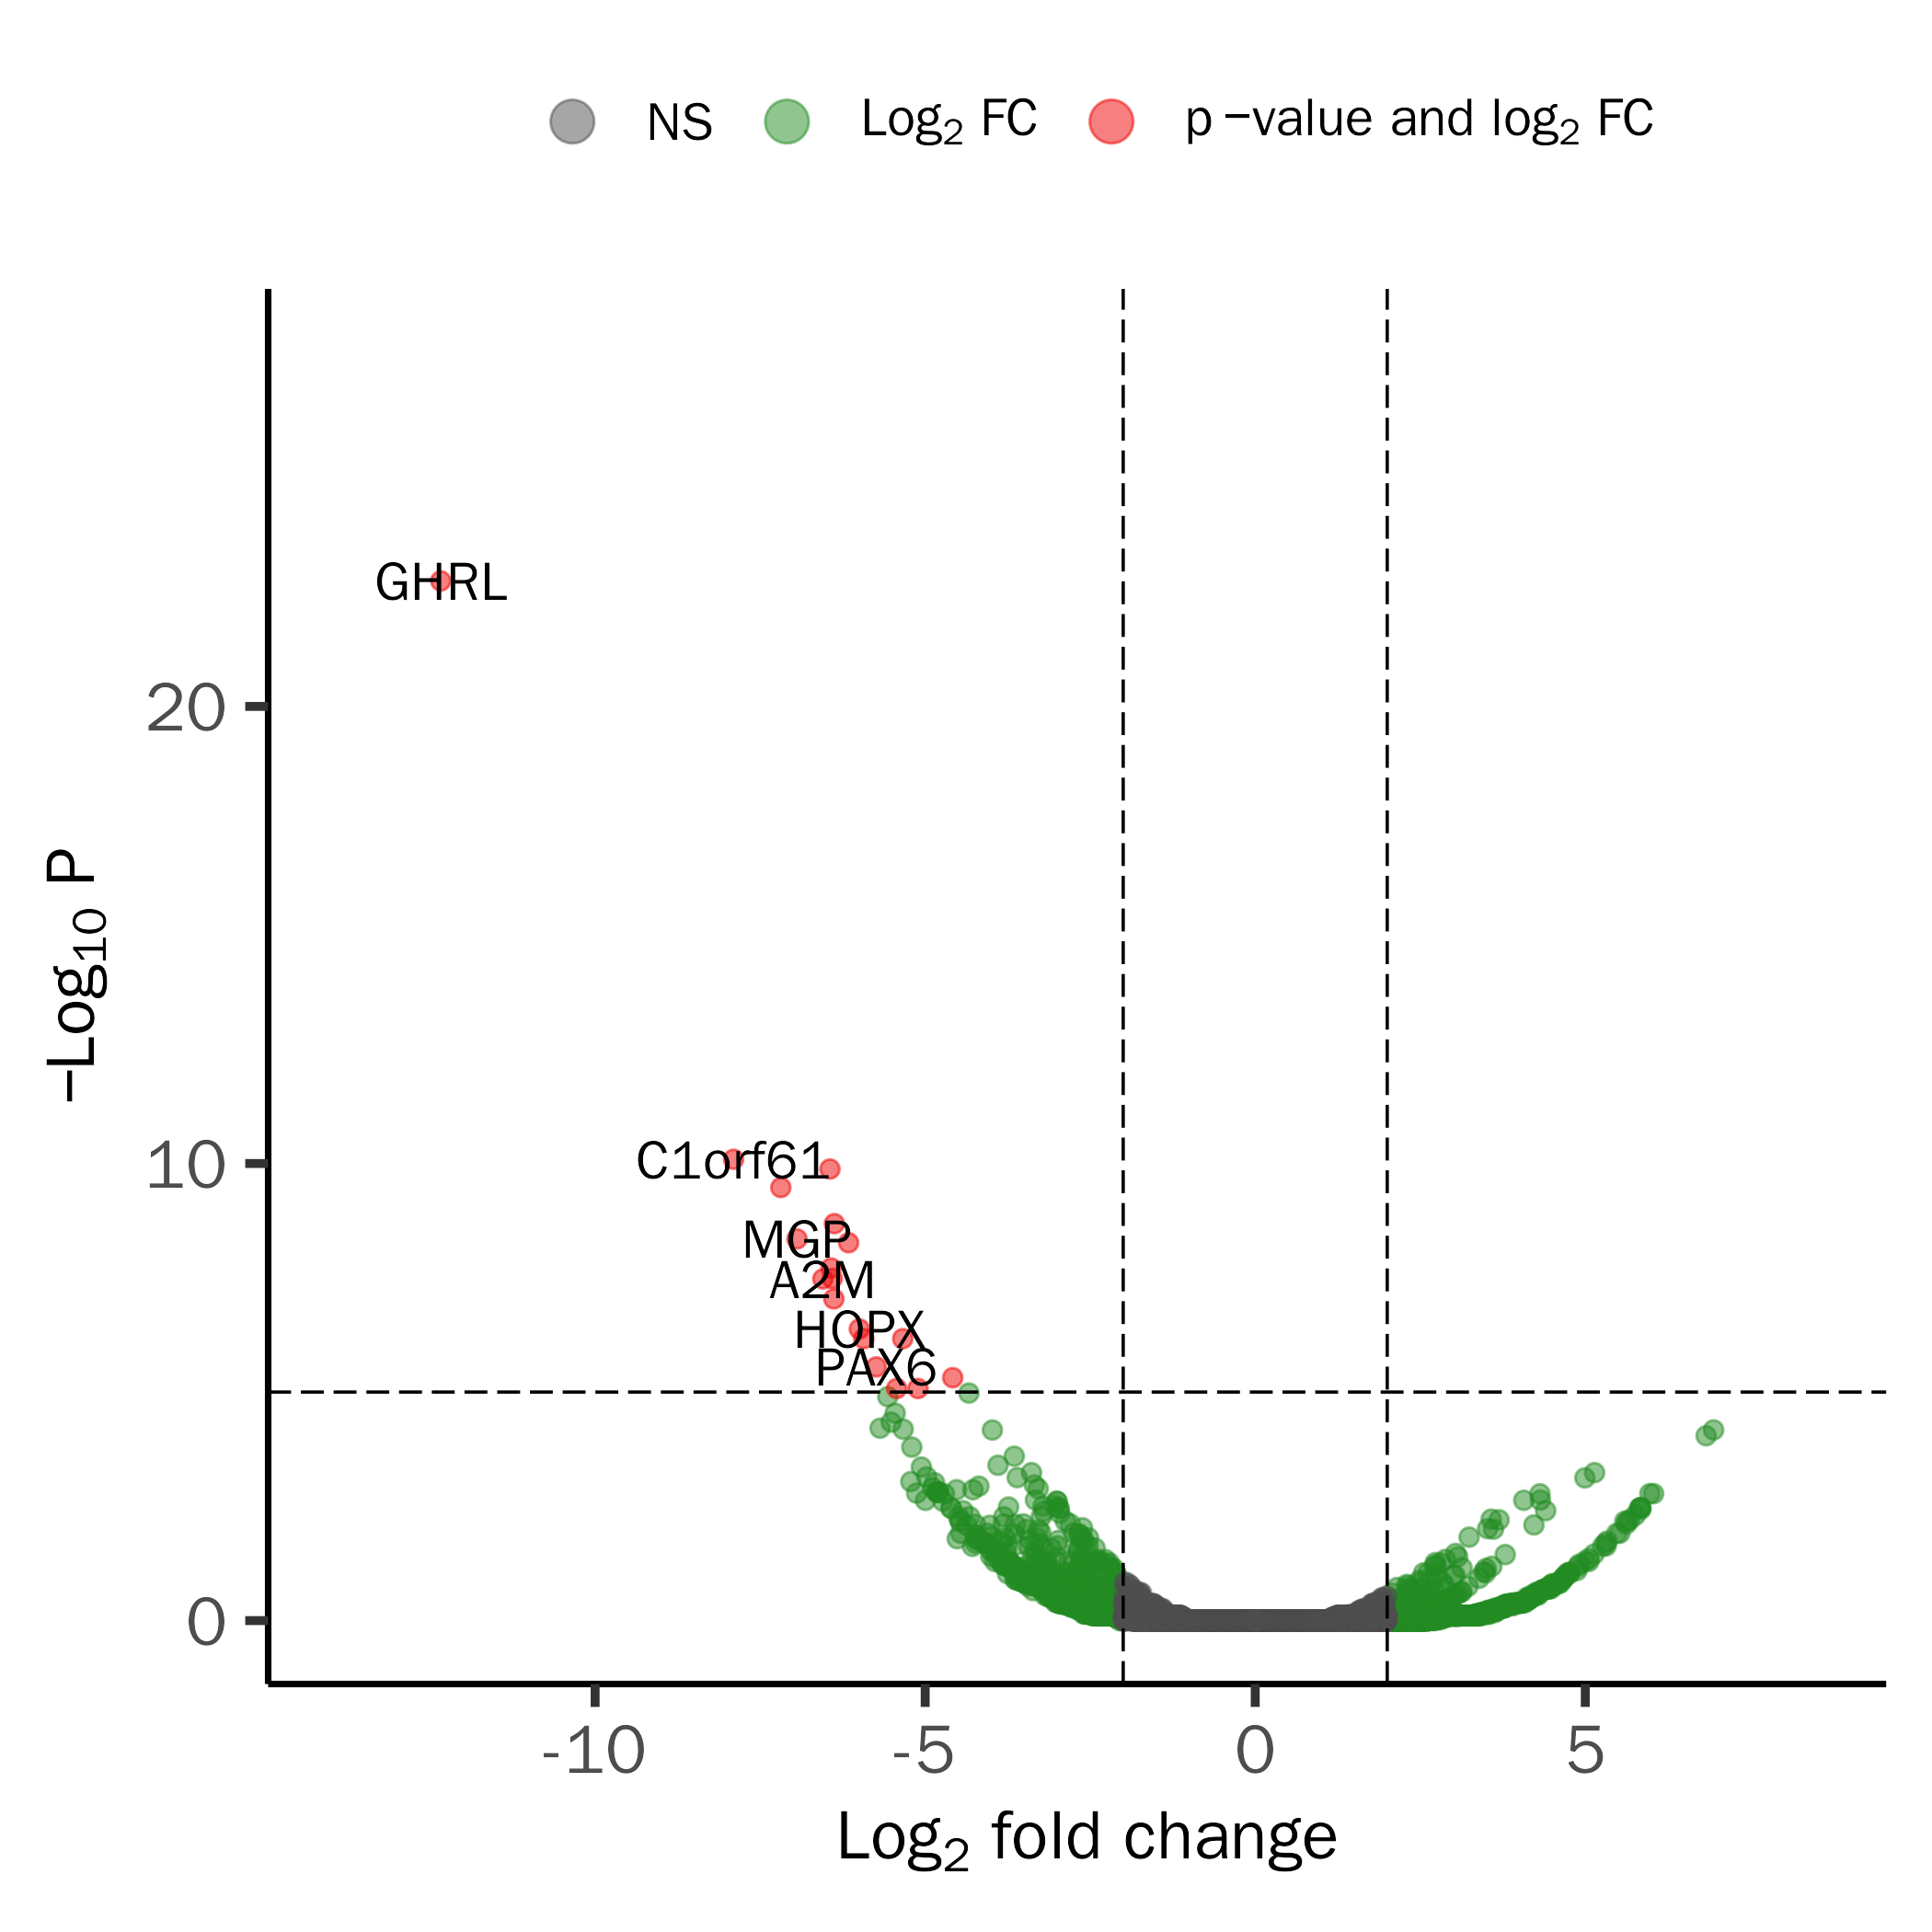 NS Log2 FC p −value and log2 FC
GHRL
20
−Log10 P
10
C1orf61
MGP
A2M
HOPX
PAX6
0
-10 -5 0 5
Log2 fold change